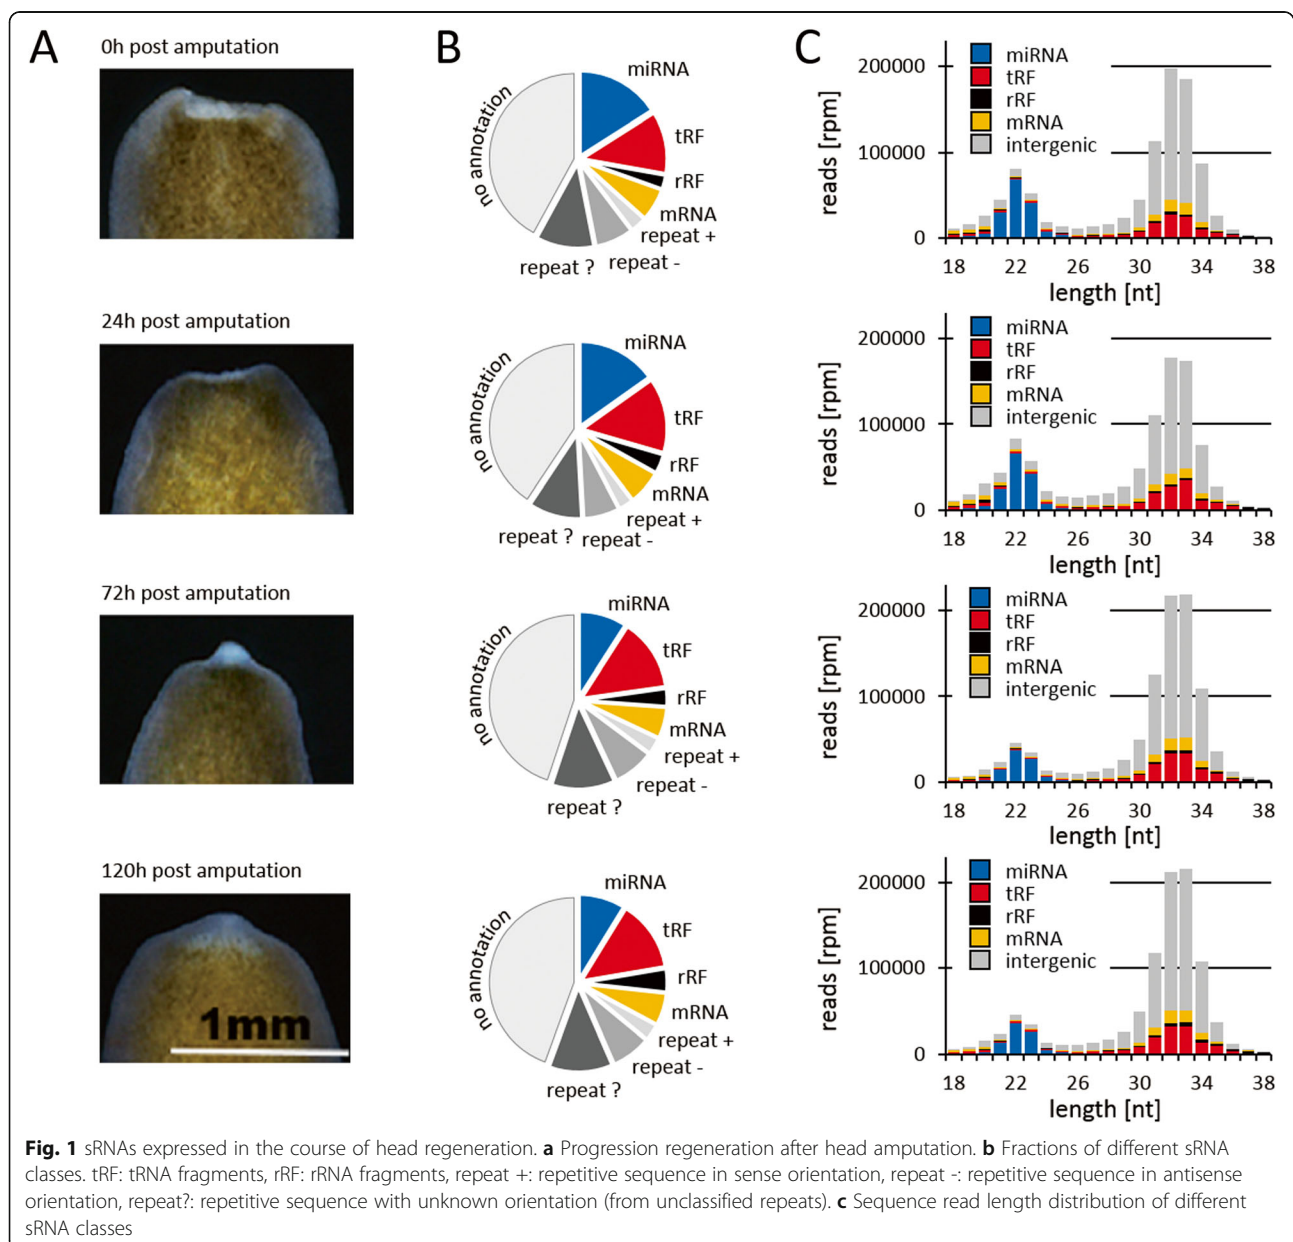 A
B
C
0h post amputation
miRNA
tRF
rRF
mRNA
repeat +
repeat -
repeat ?
no annotation
reads [rpm]
200000
100000
0
miRNA
tRF
rRF
mRNA
intergenic
18 22 26 30 34 38
length [nt]
24h post amputation
miRNA
tRF
rRF
mRNA
repeat +
repeat -
repeat ?
no annotation
reads [rpm]
200000
100000
0
miRNA
tRF
rRF
mRNA
intergenic
18 22 26 30 34 38
length [nt]
72h post amputation
miRNA
tRF
rRF
mRNA
repeat +
repeat -
repeat ?
no annotation
reads [rpm]
200000
100000
0
miRNA
tRF
rRF
mRNA
intergenic
18 22 26 30 34 38
length [nt]
120h post amputation
1mm
miRNA
tRF
rRF
mRNA
repeat +
repeat -
repeat ?
no annotation
reads [rpm]
200000
100000
0
miRNA
tRF
rRF
mRNA
intergenic
18 22 26 30 34 38
length [nt]
Fig. 1 sRNAs expressed in the course of head regeneration. a Progression regeneration after head amputation. b Fractions of different sRNA
classes. tRF: tRNA fragments, rRF: rRNA fragments, repeat +: repetitive sequence in sense orientation, repeat -: repetitive sequence in antisense
orientation, repeat?: repetitive sequence with unknown orientation (from unclassified repeats). c Sequence read length distribution of different
sRNA classes